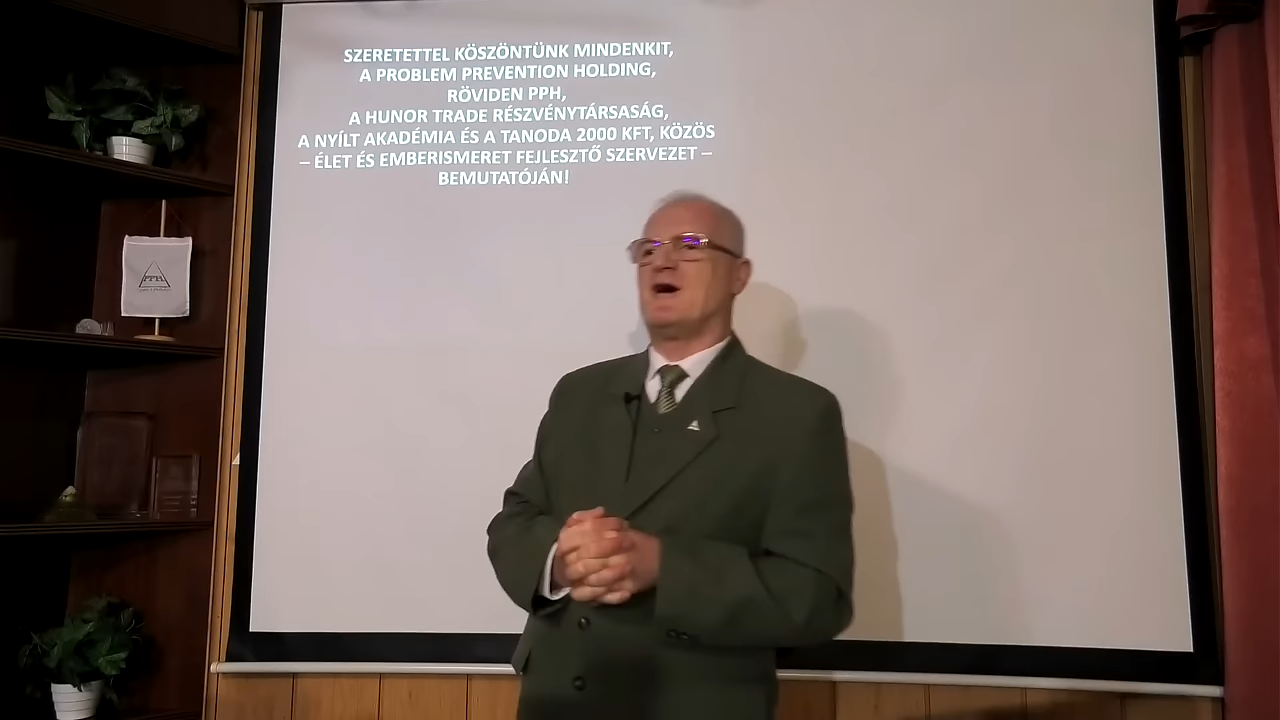 SZERETETTEL KÖSZÖNTÜNK MINDENKIT,
A PROBLEM PREVENTION HOLDING,
RÖVIDEN PPH,
A HUNOR TRADE RÉSZVÉNYTÁRSASÁG,
A NYÍLT AKADÉMIA ÉS A TANODA 2000 KFT, KÖZÖS
– ÉLET ÉS EMBERISMERET FEJLESZTŐ SZERVEZET –
BEMUTATÓJÁN!